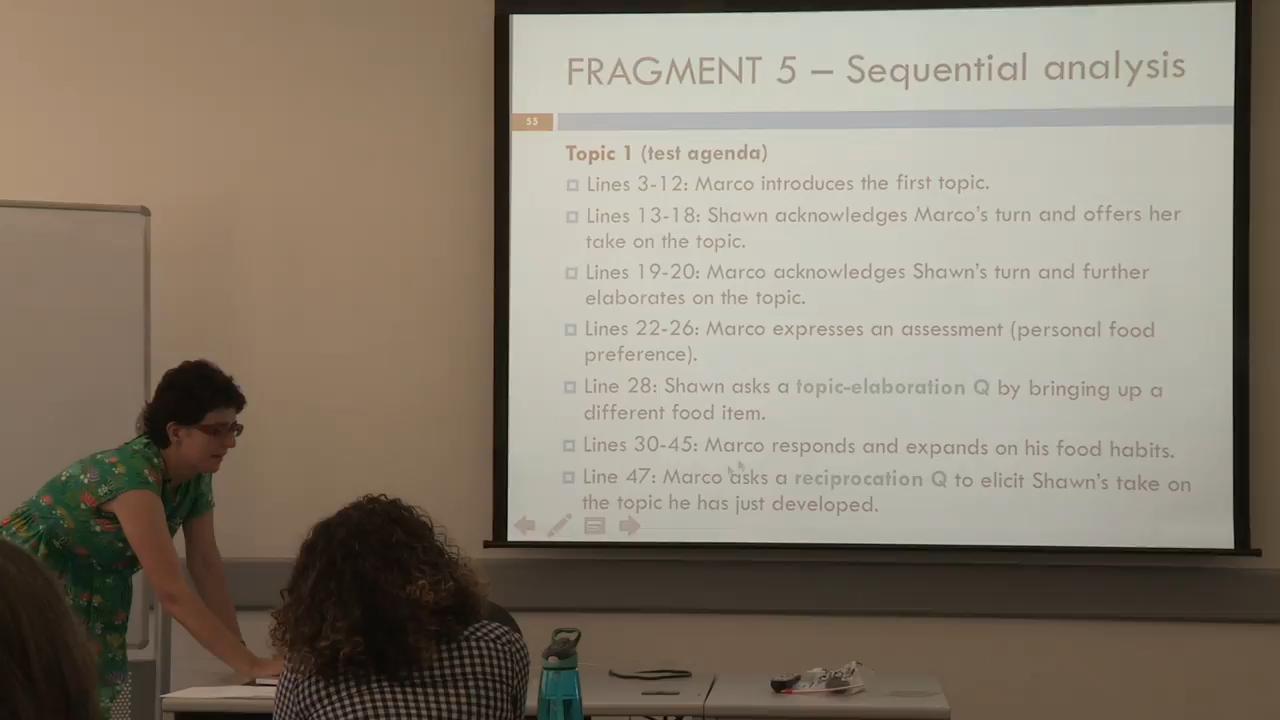 FRAGMENT 5 – Sequential analysis
55
Topic 1 (test agenda)
Lines 3-12: Marco introduces the first topic.
Lines 13-18: Shawn acknowledges Marco's turn and offers her
take on the topic.
Lines 19-20: Marco acknowledges Shawn's turn and further
elaborates on the topic.
Lines 22-26: Marco expresses an assessment (personal food
preference).
Line 28: Shawn asks a topic-elaboration Q by bringing up a
different food item.
Lines 30-45: Marco responds and expands on his food habits.
Line 47: Marco asks a reciprocation Q to elicit Shawn's take on
the topic he has just developed.